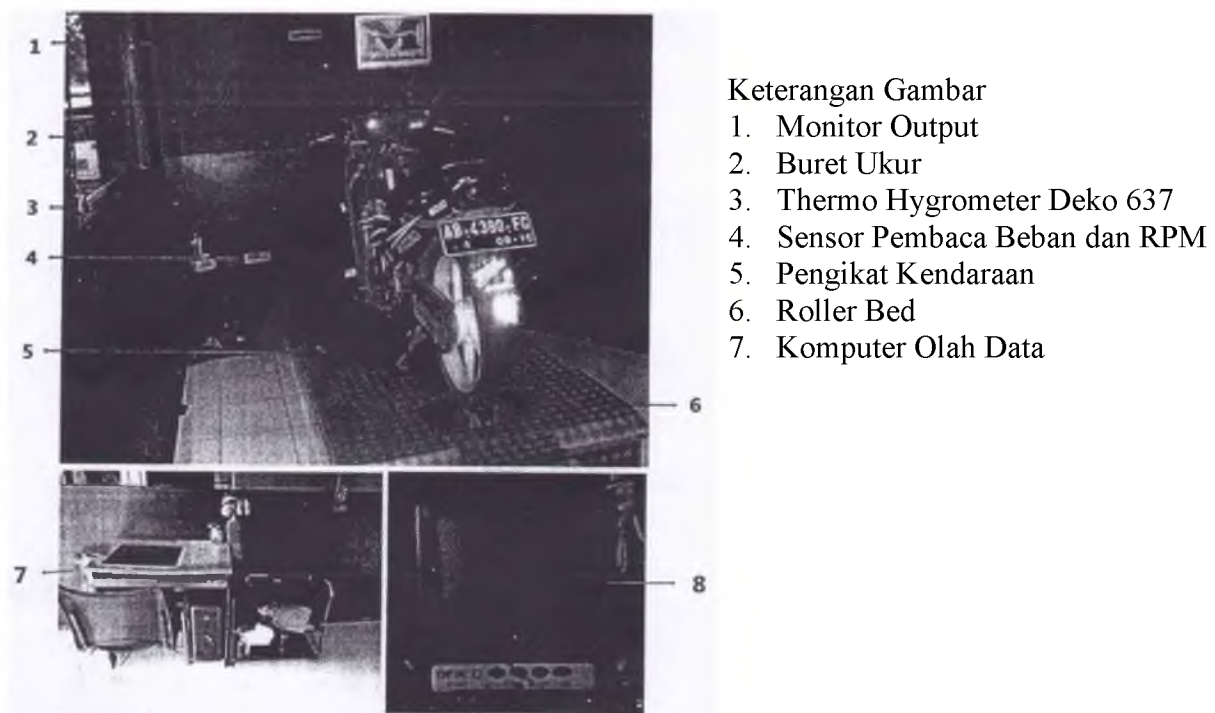 1
2
3
4
5
6
7
8
AB-4380-FG
Keterangan Gambar
1. Monitor Output
2. Buret Ukur
3. Thermo Hygrometer Deko 637
4. Sensor Pembaca Beban dan RPM
5. Pengikat Kendaraan
6. Roller Bed
7. Komputer Olah Data